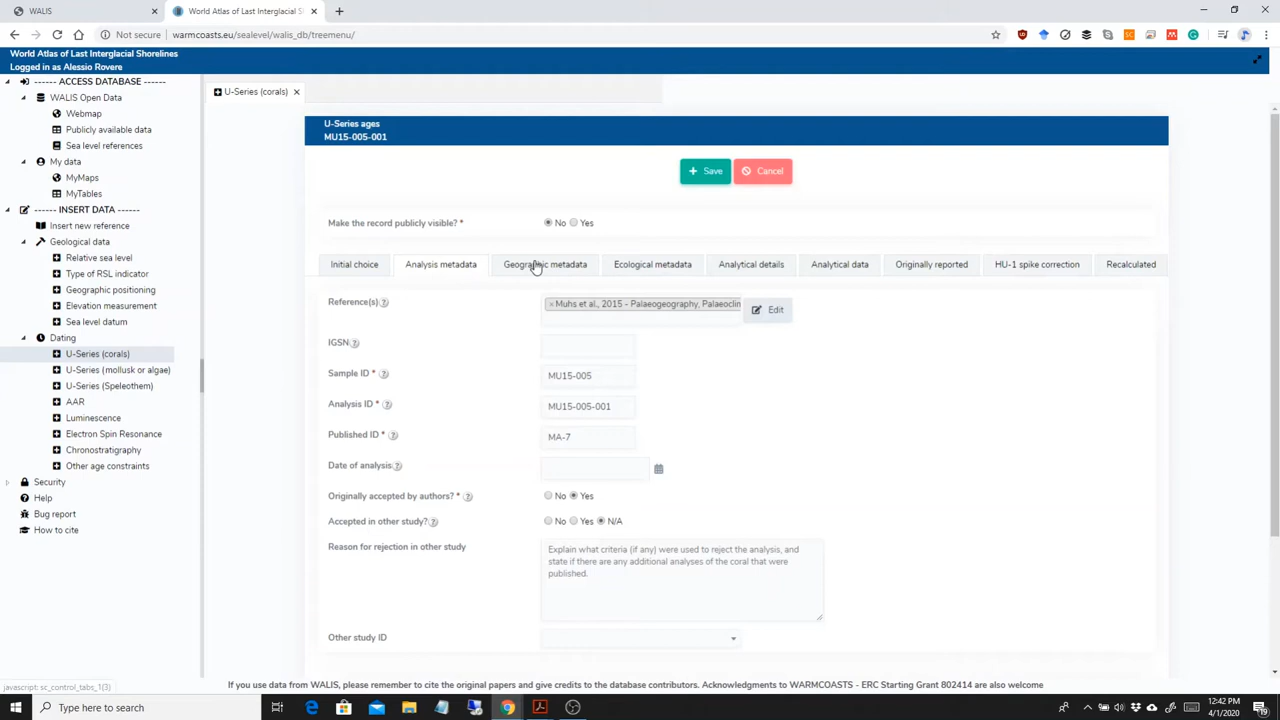 WALIS
World Atlas of Last Interglacial S
Not secure
warmcoasts.eu/sealevel/walis_db/treemenu/
World Atlas of Last Interglacial Shorelines
Logged in as Alessio Rovere
------ ACCESS DATABASE ------
WALIS Open Data
Webmap
Publicly available data
Sea level references
My data
MyMaps
MyTables
------ INSERT DATA ------
Insert new reference
Geological data
Relative sea level
Type of RSL indicator
Geographic positioning
Elevation measurement
Sea level datum
Dating
U-Series (corals)
U-Series (mollusk or algae)
U-Series (Speleothem)
AAR
Luminescence
Electron Spin Resonance
Chronostratigraphy
Other age constraints
Security
Help
Bug report
How to cite
U-Series (corals)
U-Series ages
MU15-005-001
Save Cancel
Make the record publicly visible? * No Yes
Initial choice Analysis metadata Geographic metadata Ecological metadata Analytical details Analytical data Originally reported HU-1 spike correction Recalculated
Reference(s) × Muhs et al., 2015 - Palaeogeography, Palaeoclim Edit
IGSN
Sample ID * MU15-005
Analysis ID * MU15-005-001
Published ID * MA-7
Date of analysis
Originally accepted by authors? * No Yes
Accepted in other study? No Yes N/A
Reason for rejection in other study
Explain what criteria (if any) were used to reject the analysis, and
state if there are any additional analyses of the coral that were
published.
Other study ID
javascript: sc_control_tabs_1(3)
If you use data from WALIS, please remember to cite the original papers and give credits to the database contributors. Acknowledgments to WARMCOASTS - ERC Starting Grant 802414 are also welcome
Type here to search
12:42 PM
4/1/2020
19